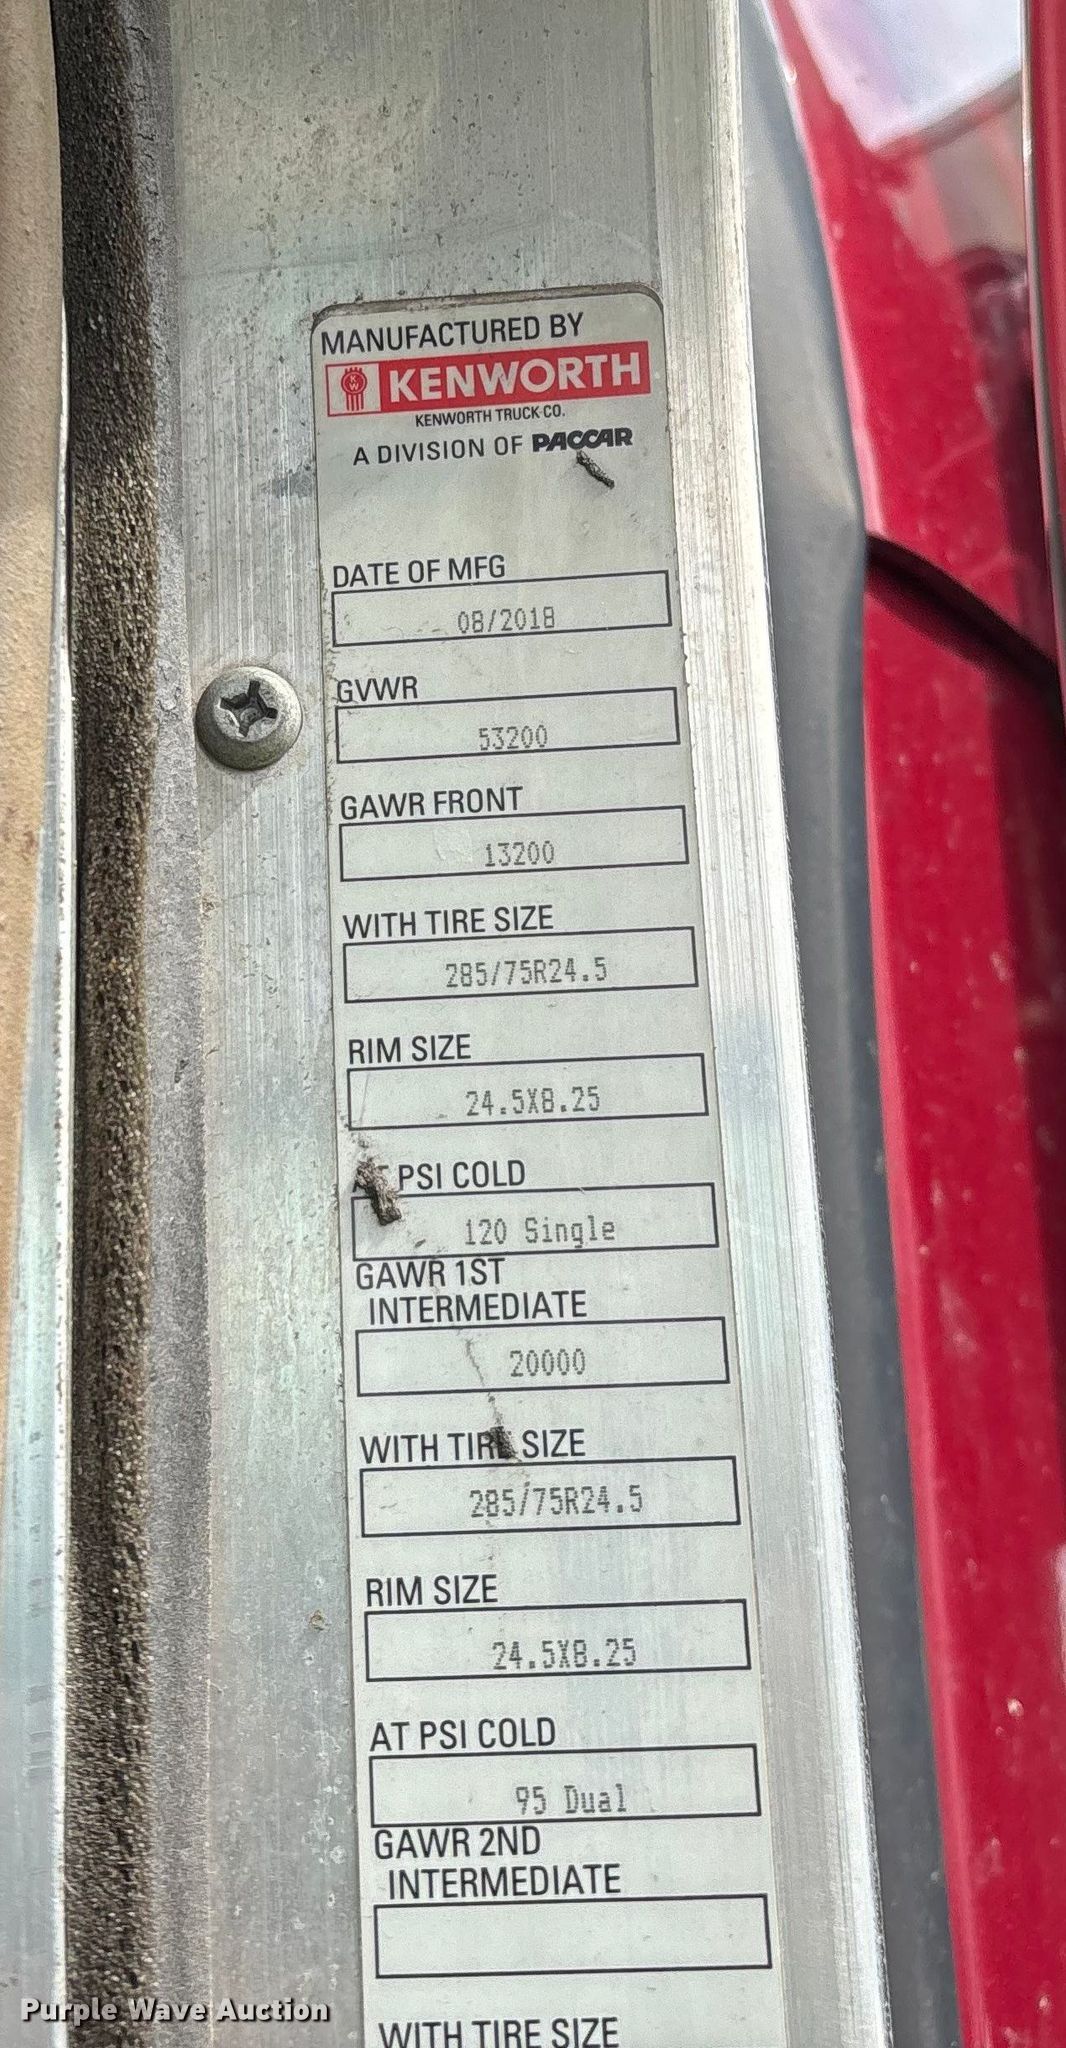 MANUFACTURED BY
KW KENWORTH
KENWORTH TRUCK CO.
A DIVISION OF PACCAR
DATE OF MFG
08/2018
GVWR
53200
GAWR FRONT
13200
WITH TIRE SIZE
285/75R24.5
RIM SIZE
24.5X8.25
AT PSI COLD
120 Single
GAWR 1ST
INTERMEDIATE
20000
WITH TIRE SIZE
285/75R24.5
RIM SIZE
24.5X8.25
AT PSI COLD
95 Dual
GAWR 2ND
INTERMEDIATE
WITH TIRE SIZE
Purple Wave Auction